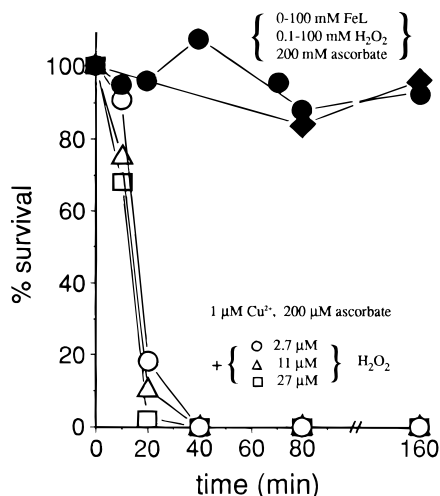 0-100 mM FeL
0.1-100 mM H₂O₂
200 mM ascorbate
100
80
60
40
20
0
% survival
1 µM Cu²⁺, 200 µM ascorbate
+ { 2.7 µM
11 µM
27 µM } H₂O₂
0 20 40 60 80 160
time (min)